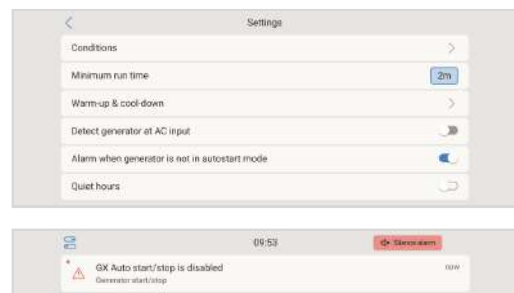 Settings
Conditions
Minimum run time
2m
Warm-up & cool-down
Detect generator at AC input
Alarm when generator is not in autostart mode
Quiet hours
09:53
Silence alarm
GX Auto start/stop is disabled
now
Generator start/stop